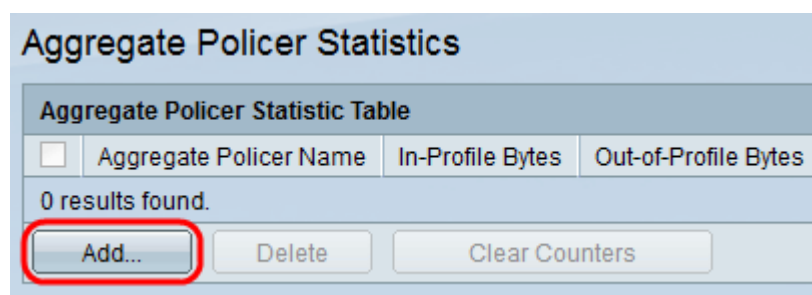 Aggregate Policer Statistics
Aggregate Policer Statistic Table
Aggregate Policer Name In-Profile Bytes Out-of-Profile Bytes
0 results found.
Add... Delete Clear Counters